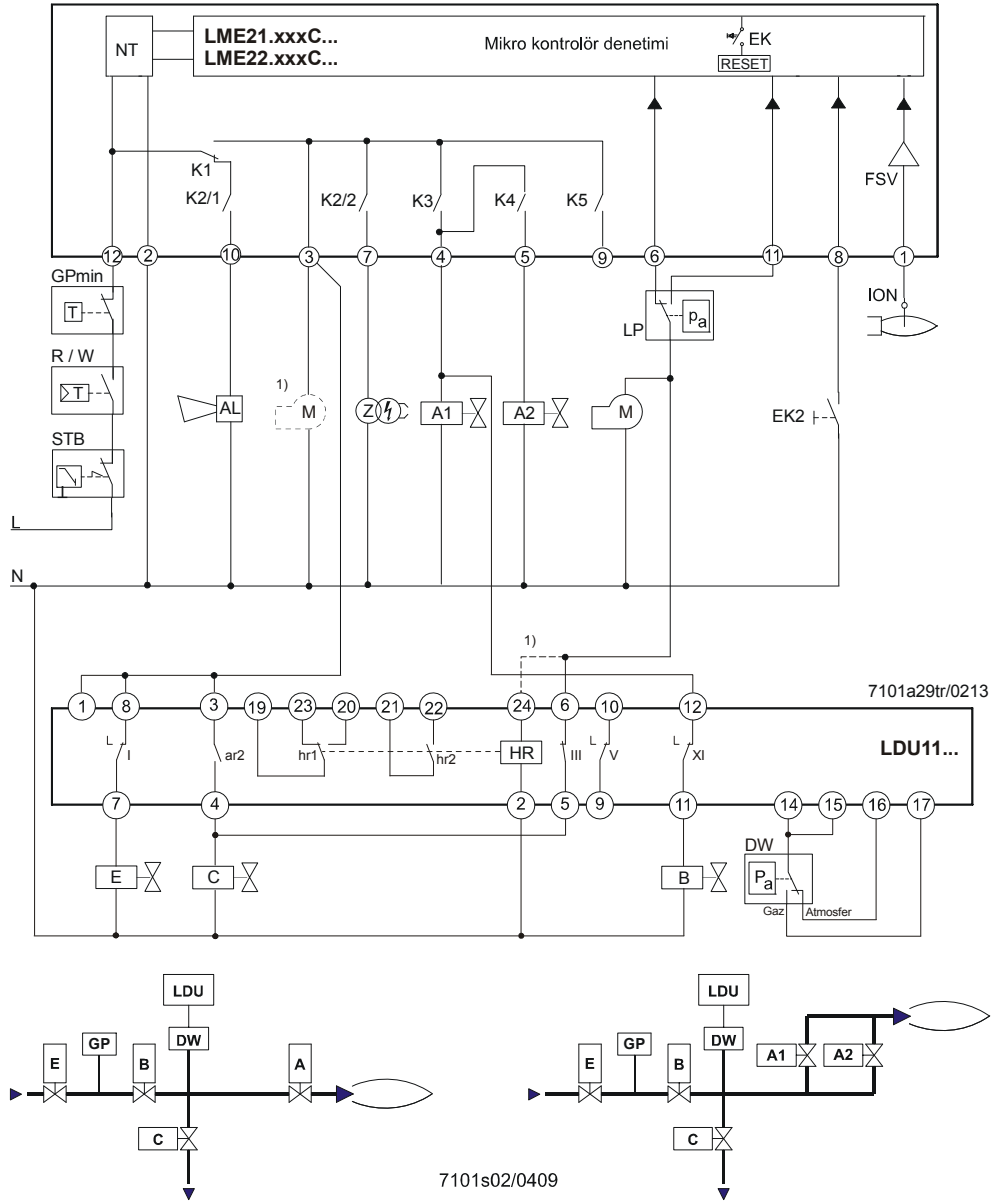 LME21.xxxC...
LME22.xxxC...
NT
Mikro kontrolör denetimi
EK
RESET
FSV
K1
K2/1
K2/2
K3
K4
K5
12 2 10 3 7 4 5 9 6 11 8 1
GPmin
T
R / W
T
STB
L
N
AL
1)
M
Z
A1
A2
LP
pa
M
EK2
ION
1)
7101a29tr/0213
1 8 3 19 23 20 21 22 24 6 10 12
LDU11...
L
I
ar2
hr1
hr2
HR
III
L
V
L
XI
7 4 2 5 9 11 14 15 16 17
E
C
B
DW
Pa
Gaz
Atmosfer
LDU
DW
GP
E
B
A
C
LDU
DW
GP
E
B
A1
A2
C
7101s02/0409